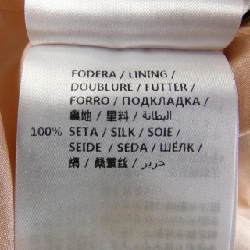 FODERA / LINING /
DOUBLURE / FUTTER /
FORRO / ПОДКЛАДКА /
裏地 / 里料 / البطانة
100% SETA / SILK / SOIE /
SEIDE / SEDA / ШЁЛК /
絹 / 桑蚕丝 / حرير